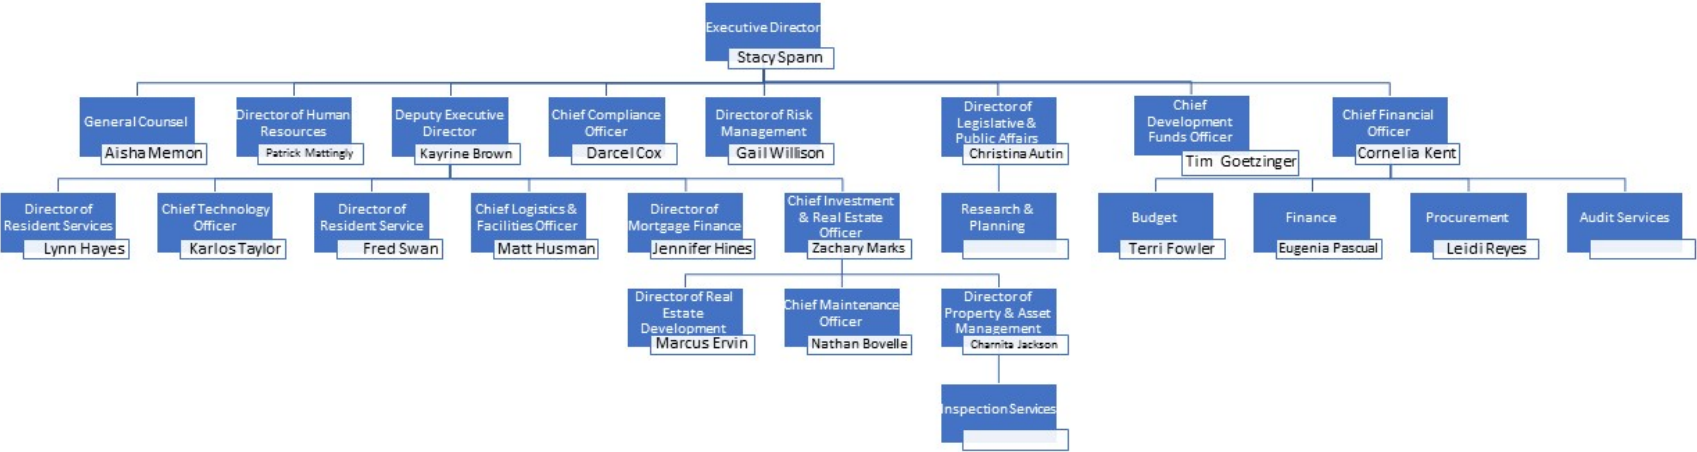 Executive Director
Stacy Spann
General Counsel
Aisha Memon
Director of Human
Resources
Patrick Mattingly
Deputy Executive
Director
Kayrine Brown
Chief Compliance
Officer
Darcel Cox
Director of Risk
Management
Gail Willison
Director of
Legislative &
Public Affairs
Christina Autin
Chief
Development
Funds Officer
Tim Goetzinger
Chief Financial
Officer
Cornelia Kent
Director of
Resident Services
Lynn Hayes
Chief Technology
Officer
Karlos Taylor
Director of
Resident Service
Fred Swan
Chief Logistics &
Facilities Officer
Matt Husman
Director of
Mortgage Finance
Jennifer Hines
Chief Investment
& Real Estate
Officer
Zachary Marks
Research &
Planning
Budget
Terri Fowler
Finance
Eugenia Pascual
Procurement
Leidi Reyes
Audit Services
Director of Real
Estate
Development
Marcus Ervin
Chief Maintenance
Officer
Nathan Bovelle
Director of
Property & Asset
Management
Charnita Jackson
Inspection Services